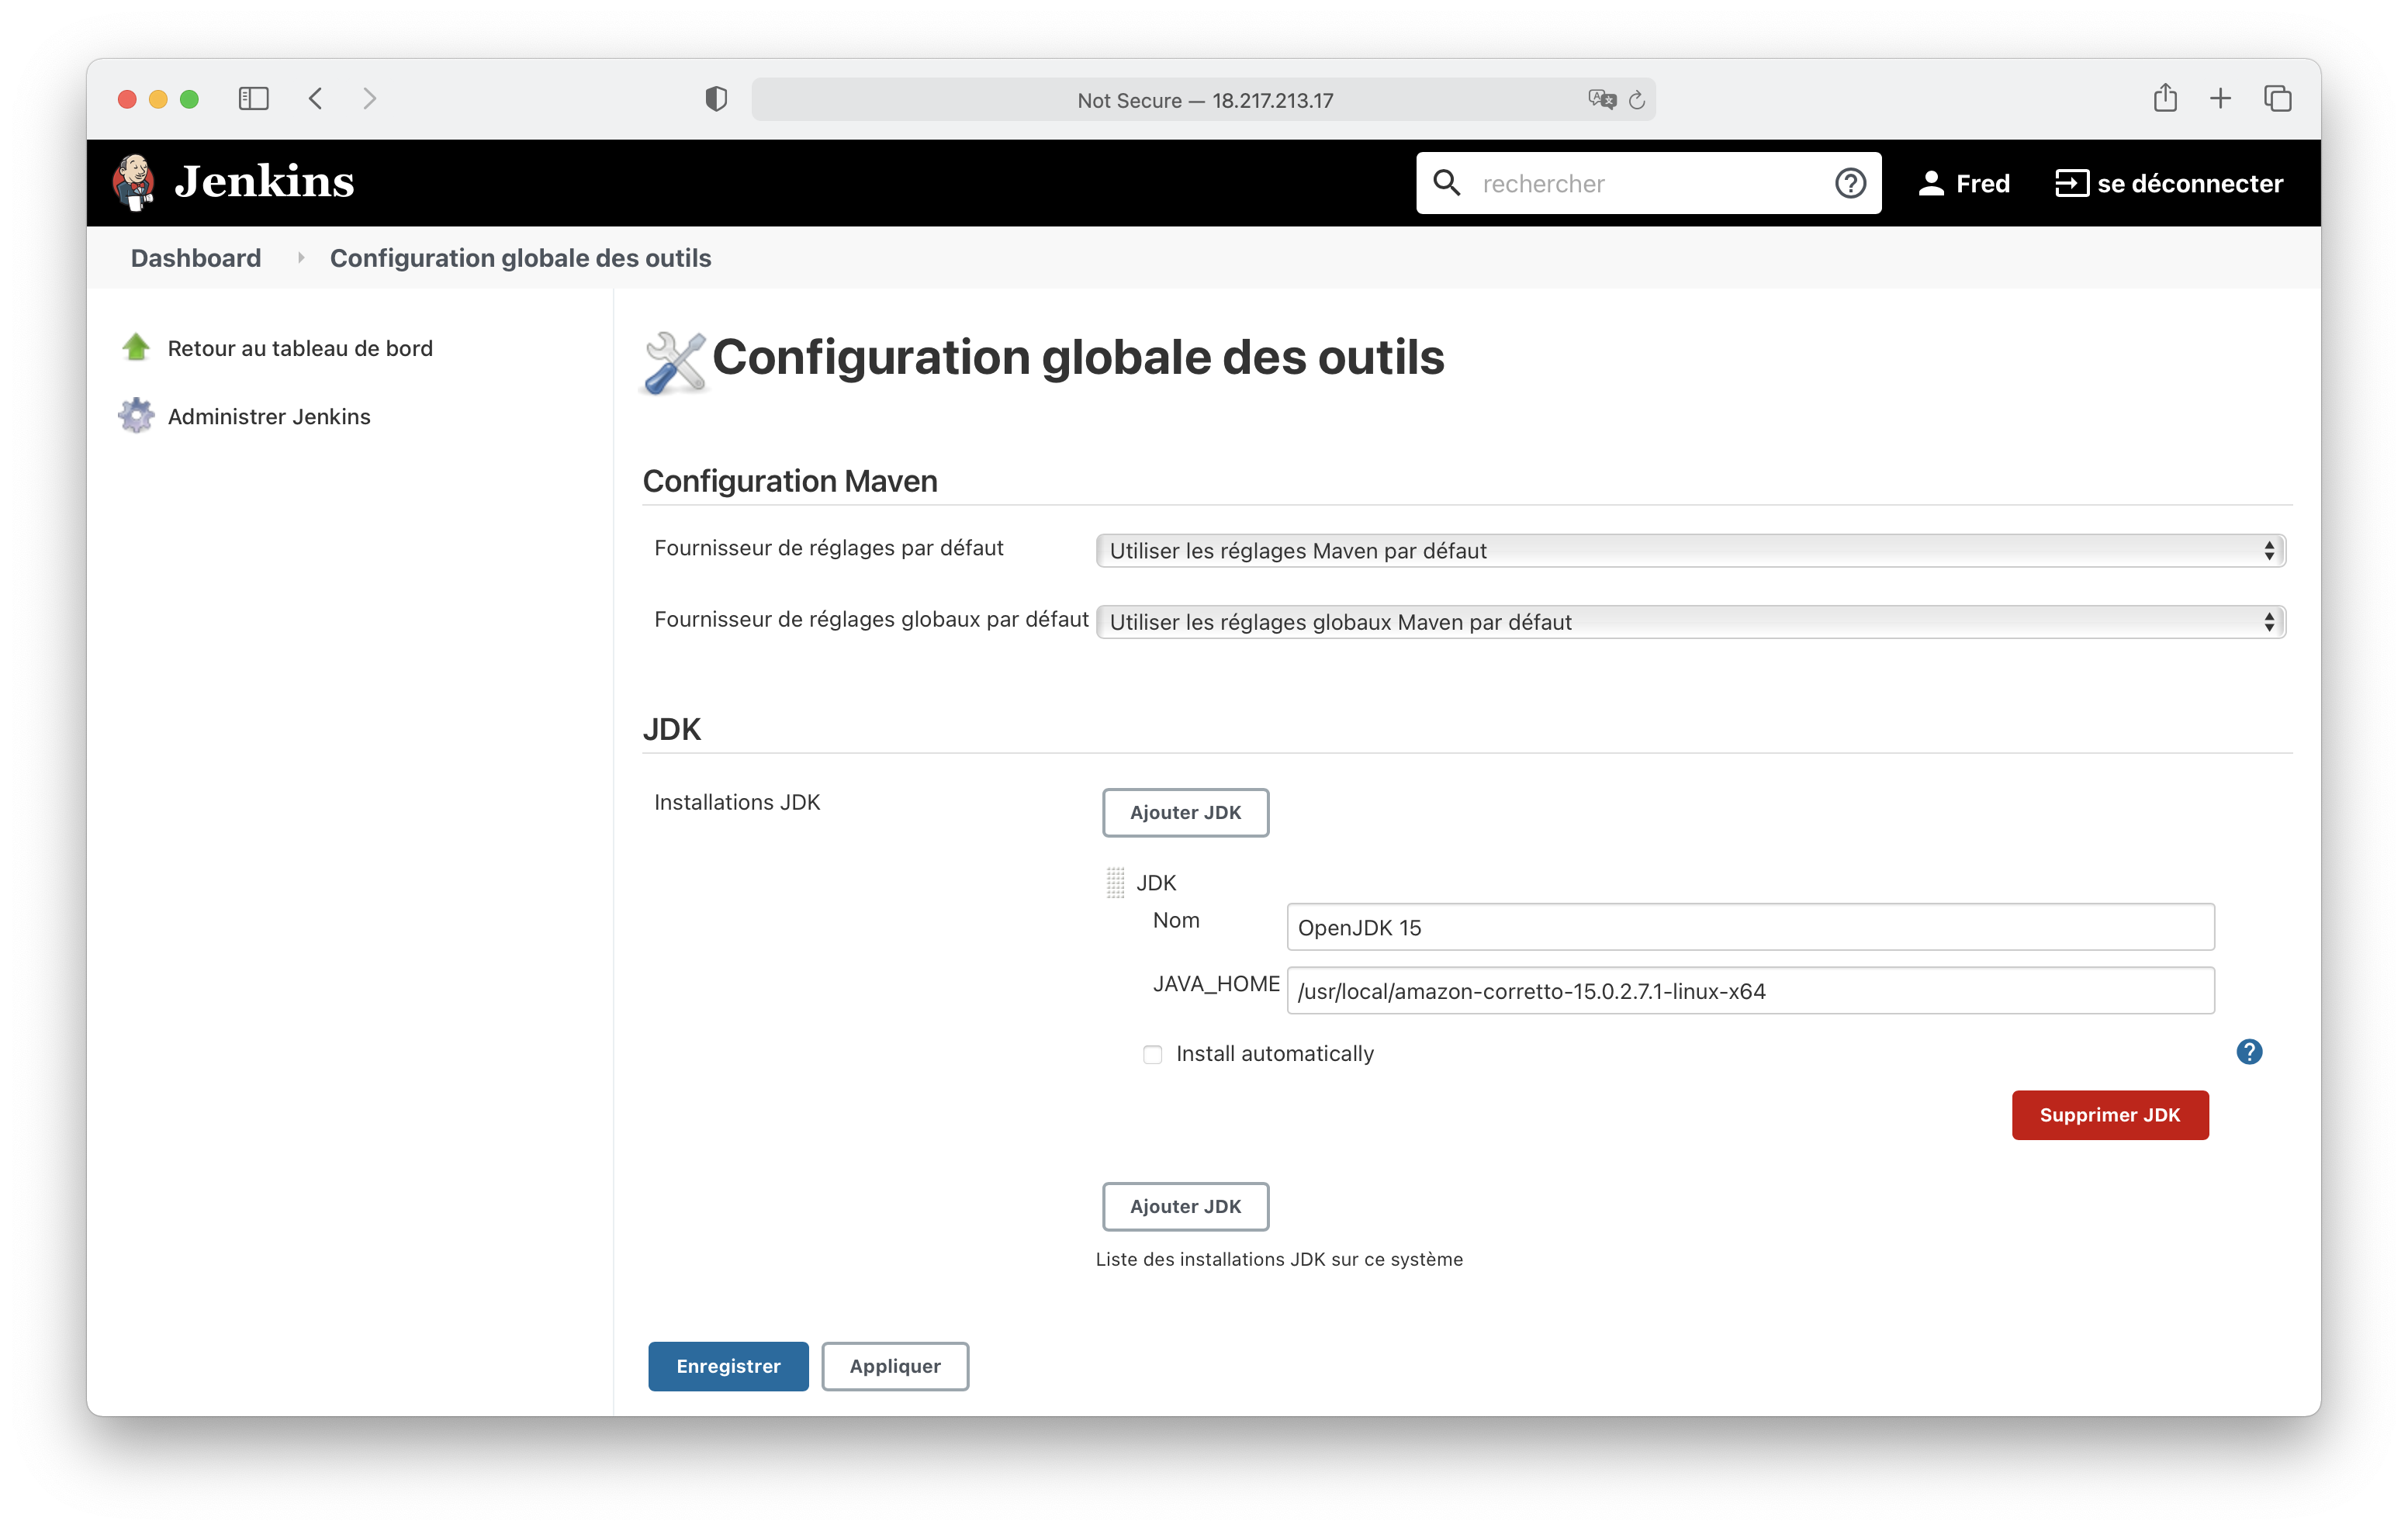 Not Secure — 18.217.213.17
Jenkins
rechercher
Fred
se déconnecter
Dashboard
Configuration globale des outils
Retour au tableau de bord
Administrer Jenkins
Configuration globale des outils
Configuration Maven
Fournisseur de réglages par défaut
Utiliser les réglages Maven par défaut
Fournisseur de réglages globaux par défaut
Utiliser les réglages globaux Maven par défaut
JDK
Installations JDK
Ajouter JDK
JDK
Nom
OpenJDK 15
JAVA_HOME
/usr/local/amazon-corretto-15.0.2.7.1-linux-x64
Install automatically
Supprimer JDK
Ajouter JDK
Liste des installations JDK sur ce système
Enregistrer
Appliquer